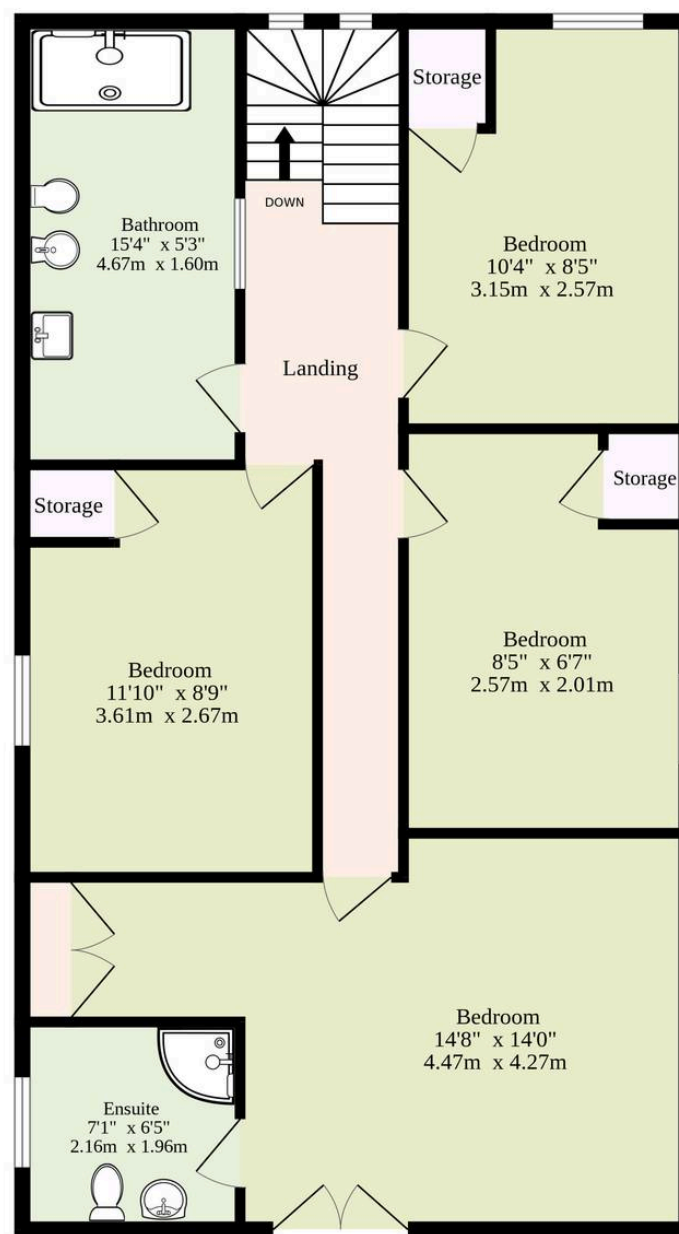 Storage
Bathroom
15'4" x 5'3"
4.67m x 1.60m
DOWN
Bedroom
10'4" x 8'5"
3.15m x 2.57m
Landing
Storage
Storage
Bedroom
11'10" x 8'9"
3.61m x 2.67m
Bedroom
8'5" x 6'7"
2.57m x 2.01m
Bedroom
14'8" x 14'0"
4.47m x 4.27m
Ensuite
7'1" x 6'5"
2.16m x 1.96m